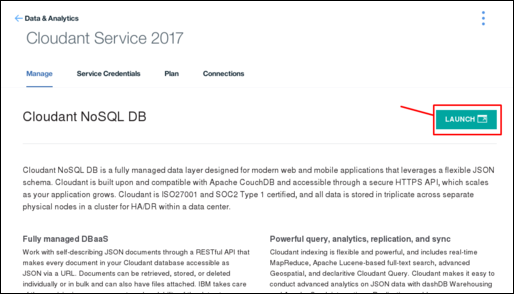 Data & Analytics
Cloudant Service 2017
Manage Service Credentials Plan Connections
Cloudant NoSQL DB
LAUNCH
Cloudant NoSQL DB is a fully managed data layer designed for modern web and mobile applications that leverages a flexible JSON
schema. Cloudant is built upon and compatible with Apache CouchDB and accessible through a secure HTTPS API, which scales
as your application grows. Cloudant is ISO27001 and SOC2 Type 1 certified, and all data is stored in triplicate across separate
physical nodes in a cluster for HA/DR within a data center.
Fully managed DBaaS
Work with self-describing JSON documents through a RESTful API that
makes every document in your Cloudant database accessible as
JSON via a URL. Documents can be retrieved, stored, or deleted
individually or in bulk and can also have files attached. IBM takes care
Powerful query, analytics, replication, and sync
Cloudant indexing is flexible and powerful, and includes real-time
MapReduce, Apache Lucene-based full-text search, advanced
Geospatial, and declaritive Cloudant Query. Cloudant makes it easy to
conduct advanced analytics on JSON data with dashDB Warehousing